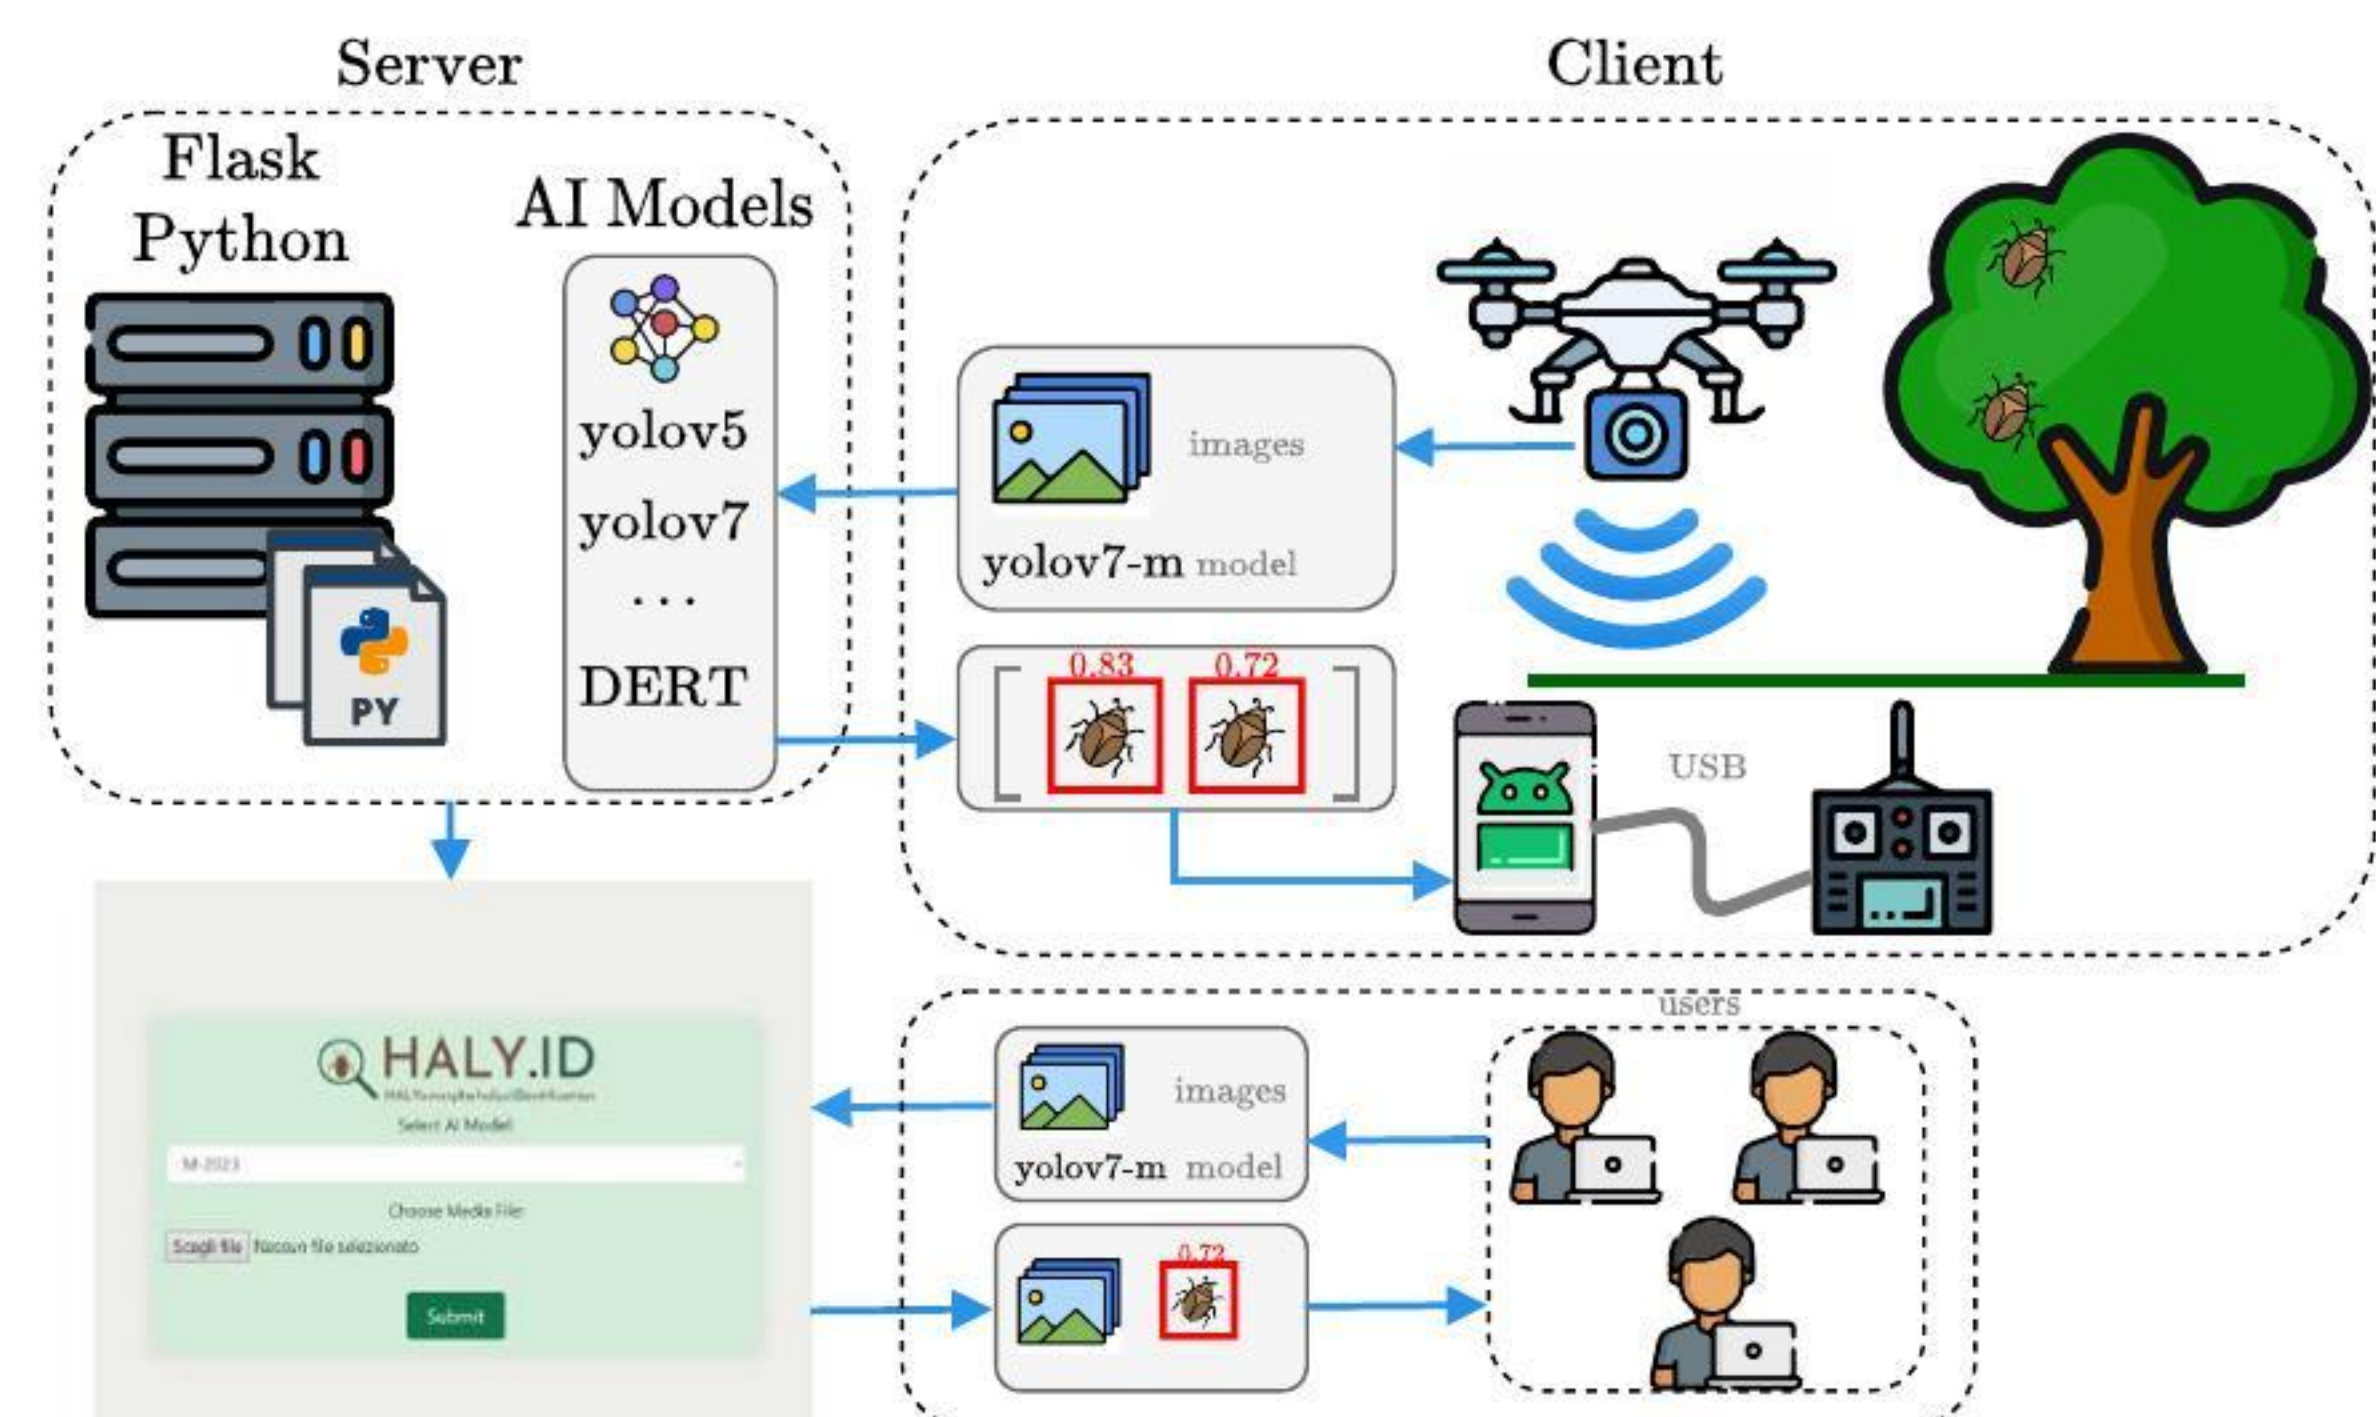 Server
Client
Flask
Python
AI Models
yolov5
yolov7
...
DERT
images
yolov7-m model
0.83
0.72
USB
PY
HALY.ID
Select AI Model:
M-2023
Choose Media File:
Scegli file Nessun file selezionato
Submit
users
images
yolov7-m model
0.72